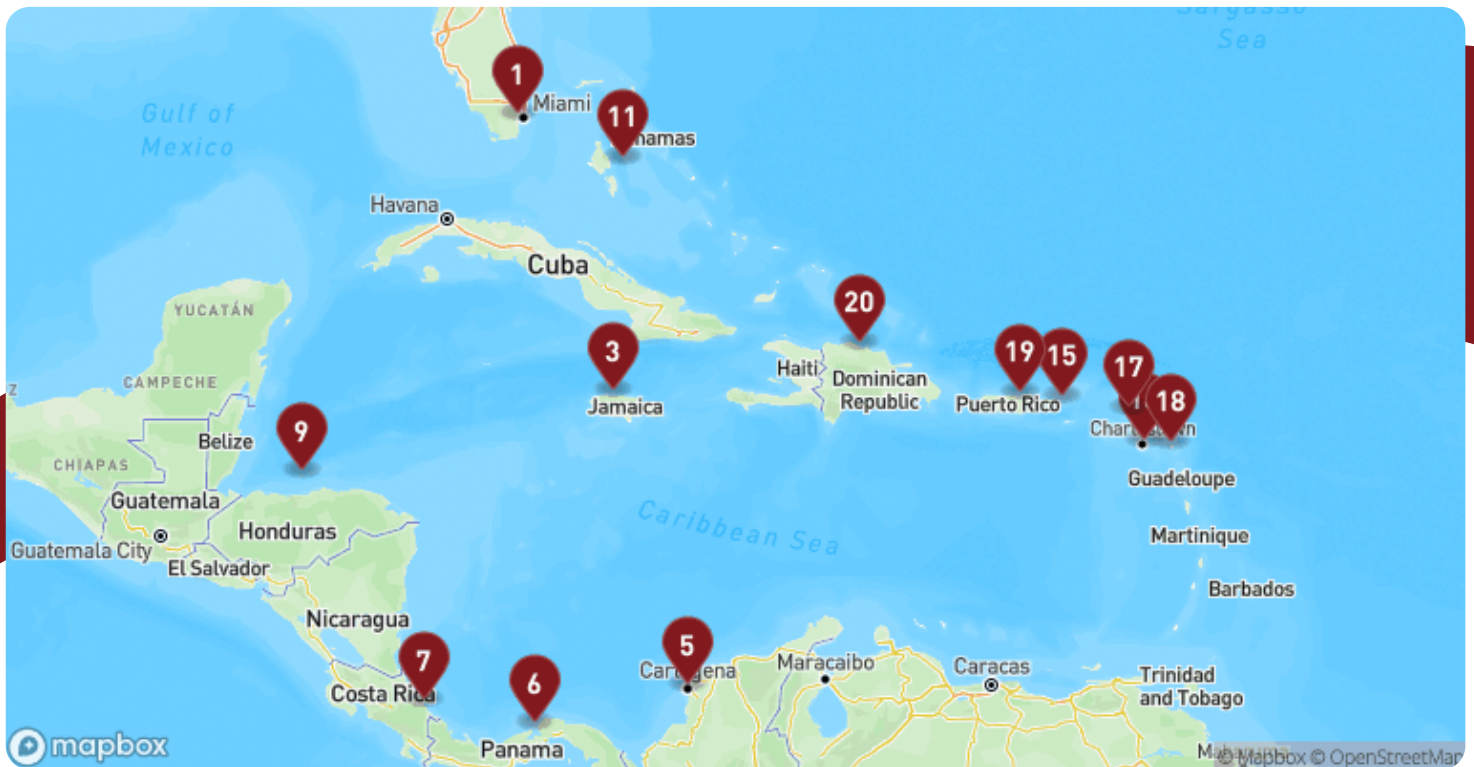 Sargasso
Sea
1
Miami
Gulf of
Mexico
11
hamas
Havana
Cuba
YUCATÁN
20
3
19
15
17
Haiti
Dominican
Republic
CAMPECHE
Z
Jamaica
Puerto Rico
18
9
Belize
CHIAPAS
Guadeloupe
Guatemala
Honduras
Caribbean Sea
Martinique
Guatemala City
El Salvador
Barbados
Nicaragua
5
7
Maracaibo
Caracas
Costa Rica
6
Trinidad
and Tobago
Panama
mapbox
© Mapbox © OpenStreetMap